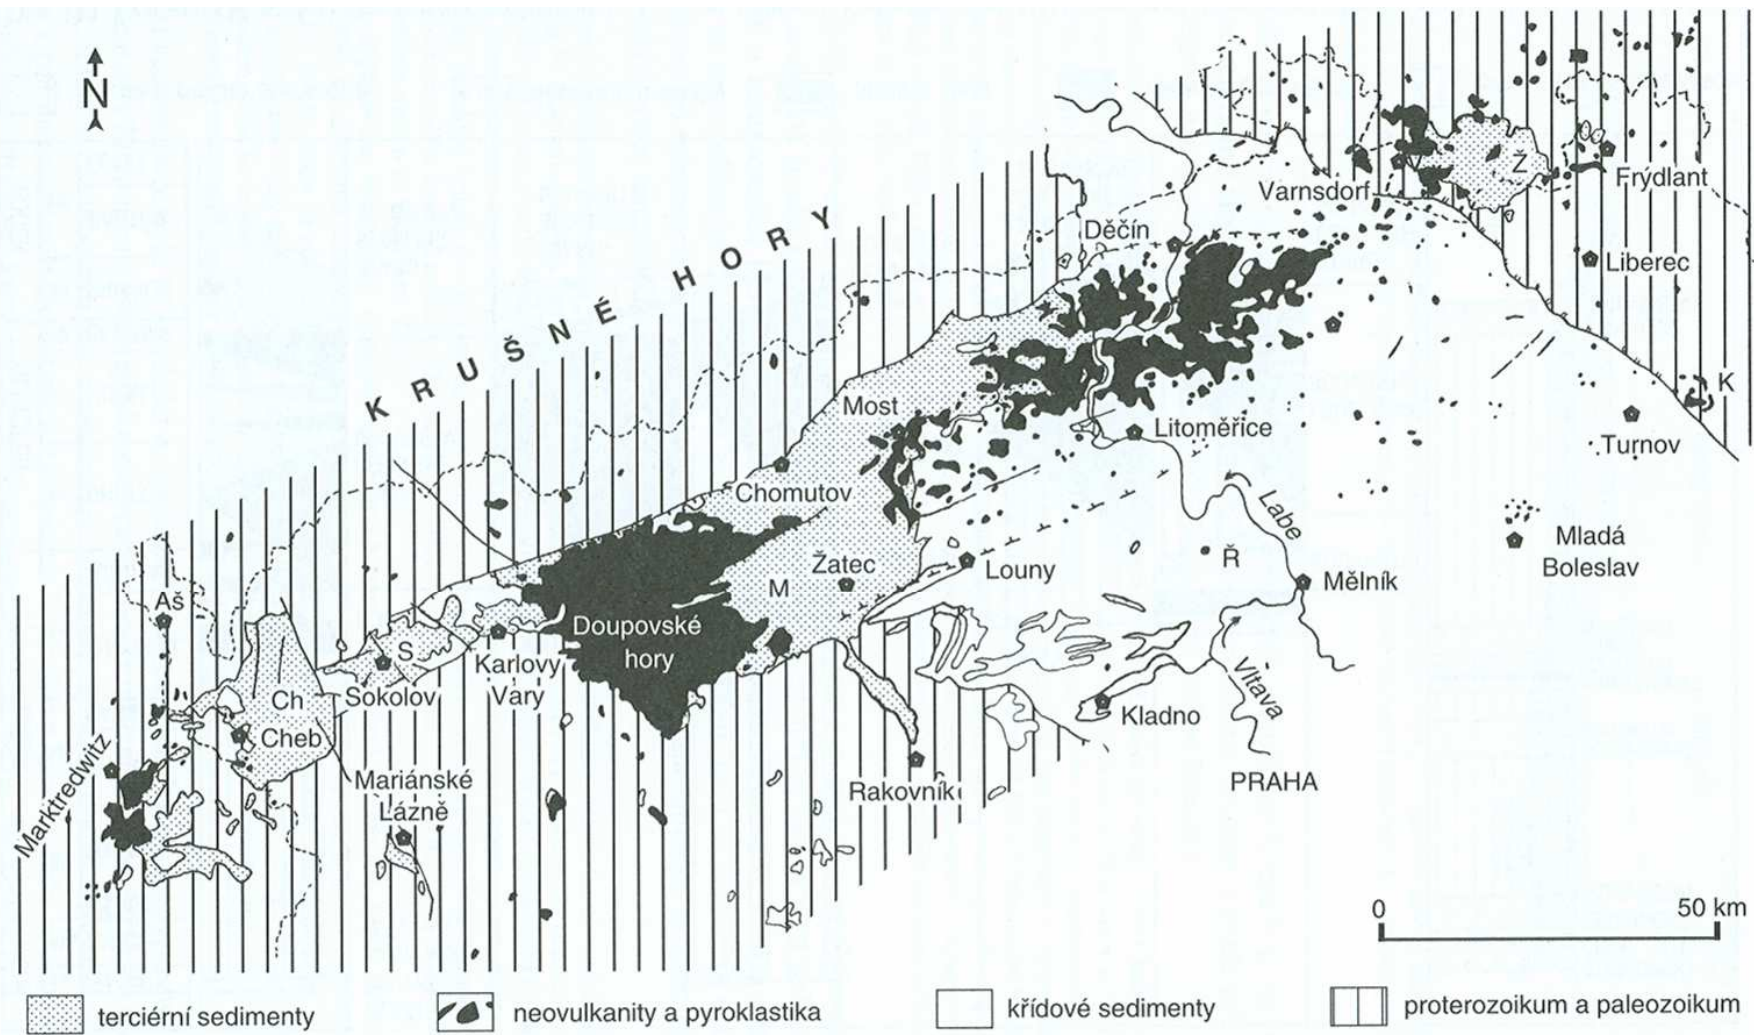 N
KRUŠNÉ HORY
Varnsdorf
Ž
Frýdlant
Děčín
Liberec
K
Most
Litoměřice
Turnov
Chomutov
Labe
Mladá
Boleslav
Žatec
M
Louny
Ř
Mělník
Aš
Doupovské
hory
S
Karlovy
Vary
Sokolov
Ch
Cheb
Vltava
Kladno
Marktredwitz
Mariánské
Lázně
Rakovník
PRAHA
0 50 km
terciérní sedimenty
neovulkanity a pyroklastika
křídové sedimenty
proterozoikum a paleozoikum